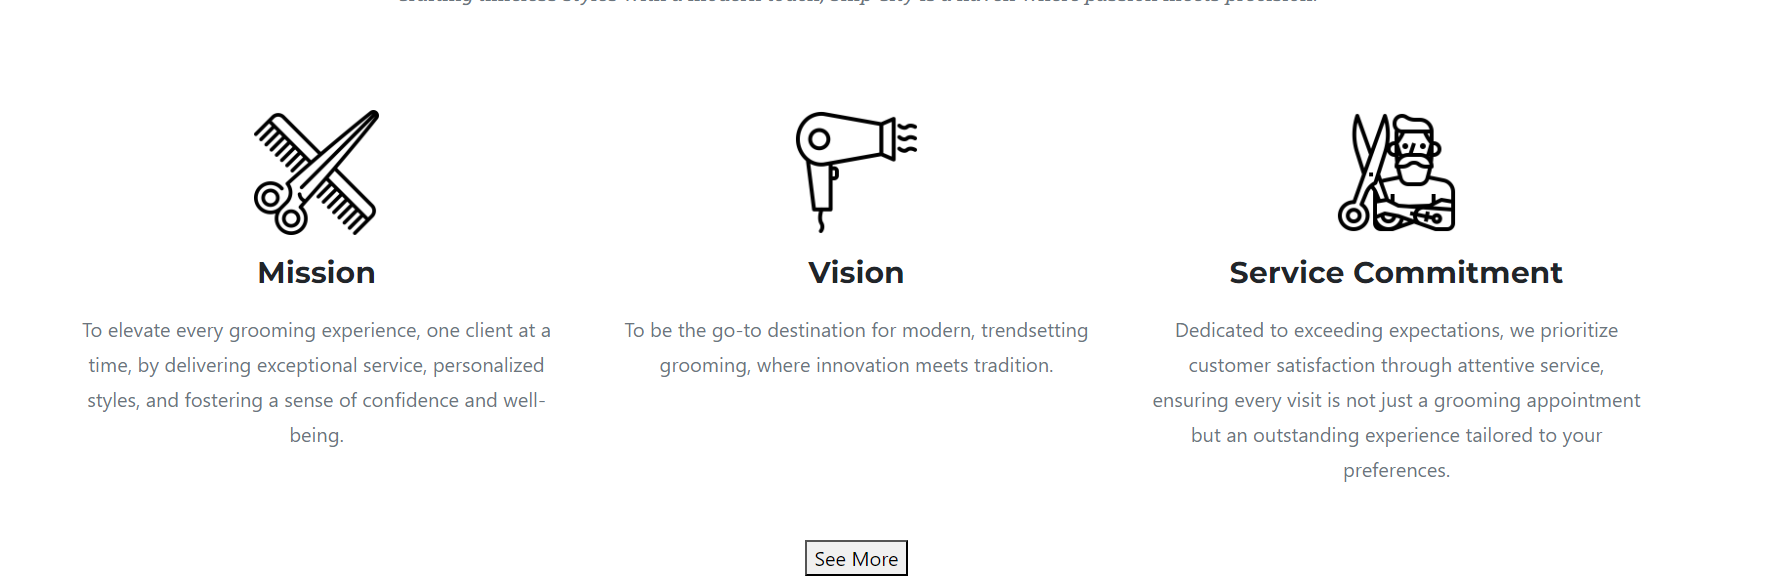 Mission
To elevate every grooming experience, one client at a
time, by delivering exceptional service, personalized
styles, and fostering a sense of confidence and well-
being.
Vision
To be the go-to destination for modern, trendsetting
grooming, where innovation meets tradition.
Service Commitment
Dedicated to exceeding expectations, we prioritize
customer satisfaction through attentive service,
ensuring every visit is not just a grooming appointment
but an outstanding experience tailored to your
preferences.
See More